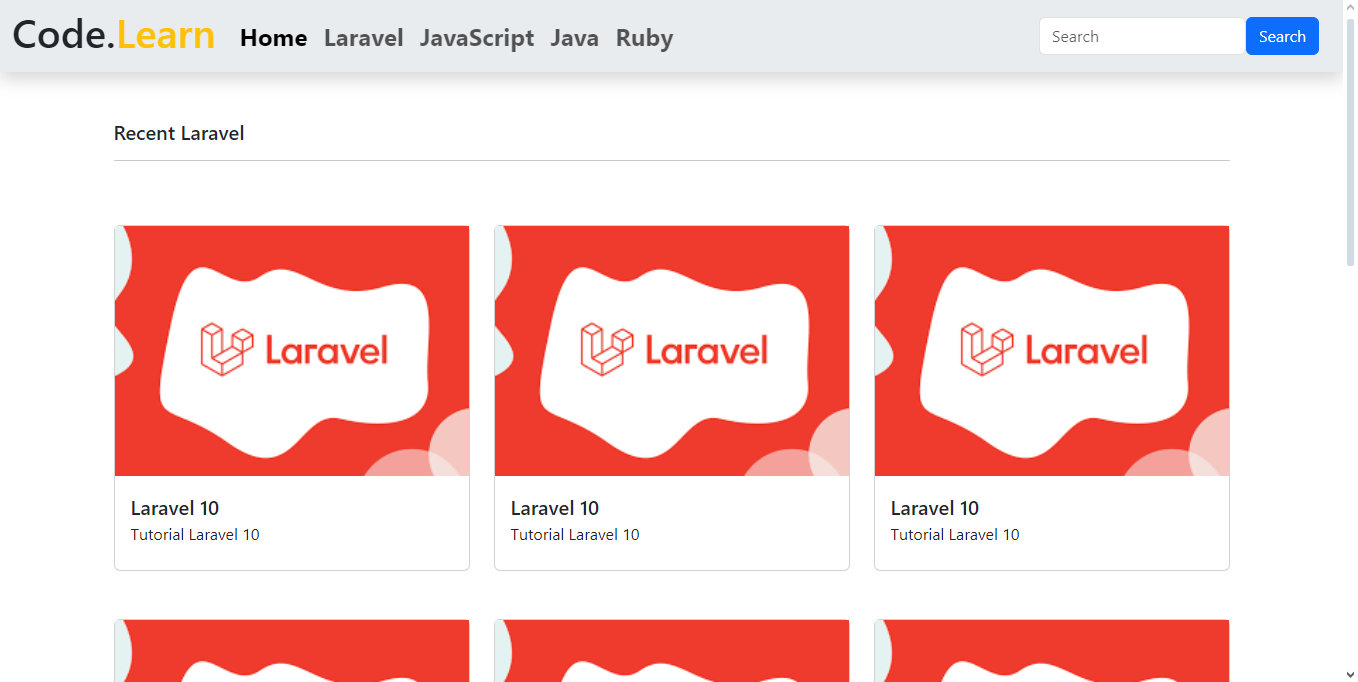 Code.Learn Home Laravel JavaScript Java Ruby Search Search
Recent Laravel
Laravel Laravel Laravel
Laravel 10 Laravel 10 Laravel 10
Tutorial Laravel 10 Tutorial Laravel 10 Tutorial Laravel 10